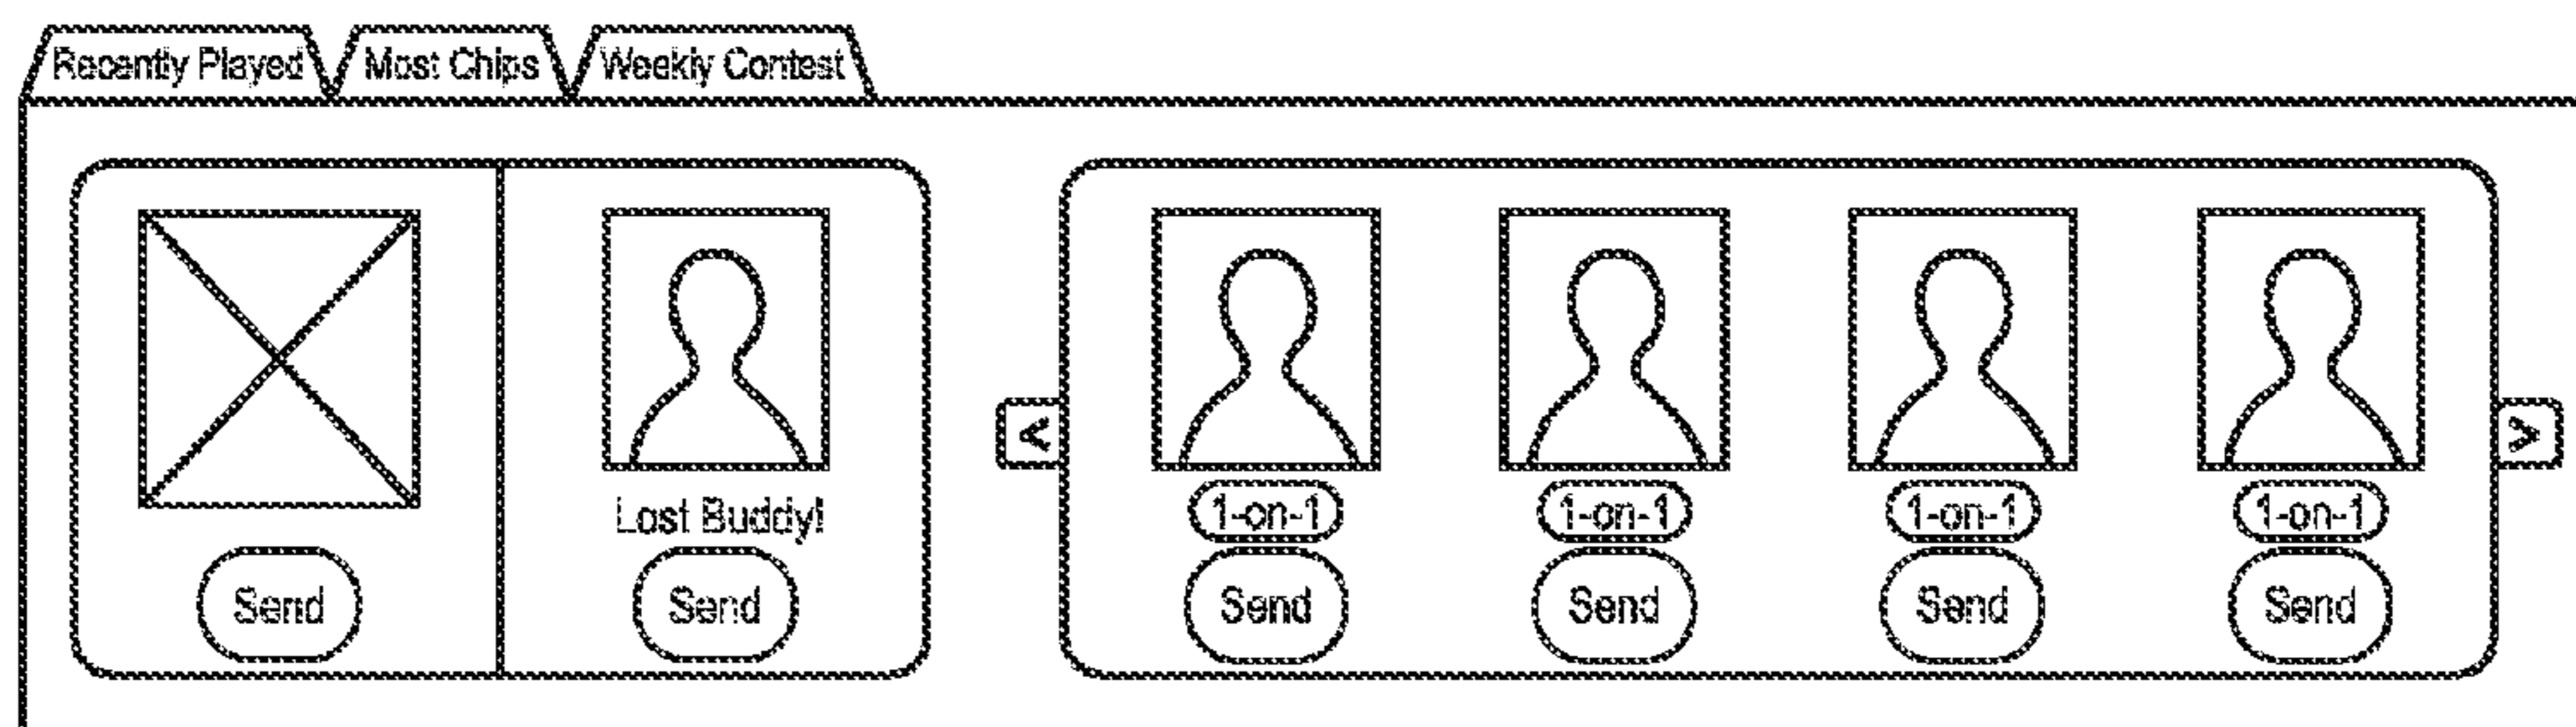 Recently Played Most Chips Weekly Contest
< >
1-on-1 1-on-1 1-on-1 1-on-1
Lost Buddy!
Send Send Send Send Send Send